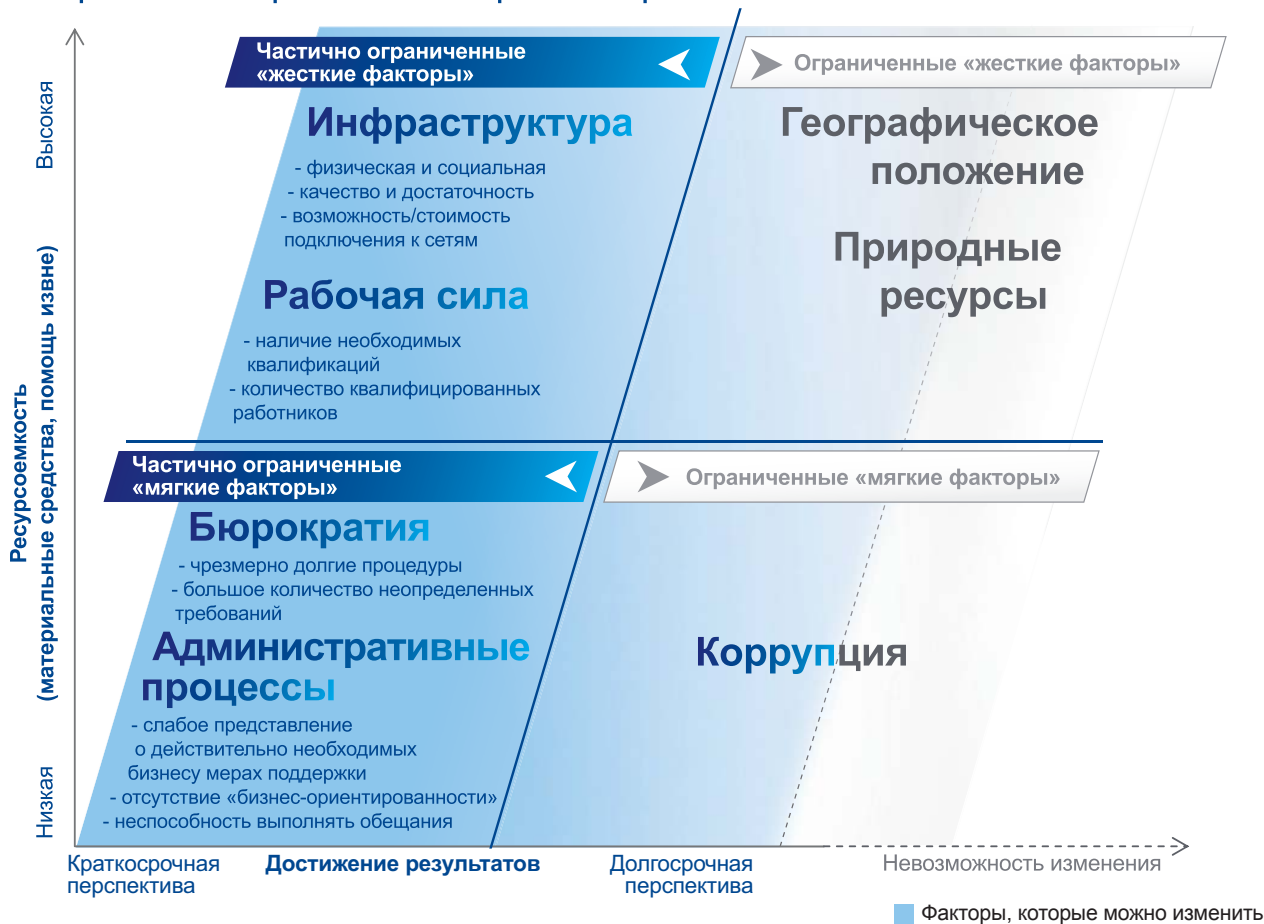 Частично ограниченные
«жесткие факторы»
Ограниченные «жесткие факторы»
Инфраструктура
- физическая и социальная
- качество и достаточность
- возможность/стоимость
подключения к сетям
Рабочая сила
- наличие необходимых
квалификаций
- количество квалифицированных
работников
Географическое
положение
Природные
ресурсы
Частично ограниченные
«мягкие факторы»
Ограниченные «мягкие факторы»
Бюрократия
- чрезмерно долгие процедуры
- большое количество неопределенных
требований
Административные
процессы
- слабое представление
о действительно необходимых
бизнесу мерах поддержки
- отсутствие «бизнес-ориентированности»
- неспособность выполнять обещания
Коррупция
Высокая
Ресурсоемкость
(материальные средства, помощь извне)
Низкая
Краткосрочная
перспектива
Достижение результатов
Долгосрочная
перспектива
Невозможность изменения
Факторы, которые можно изменить